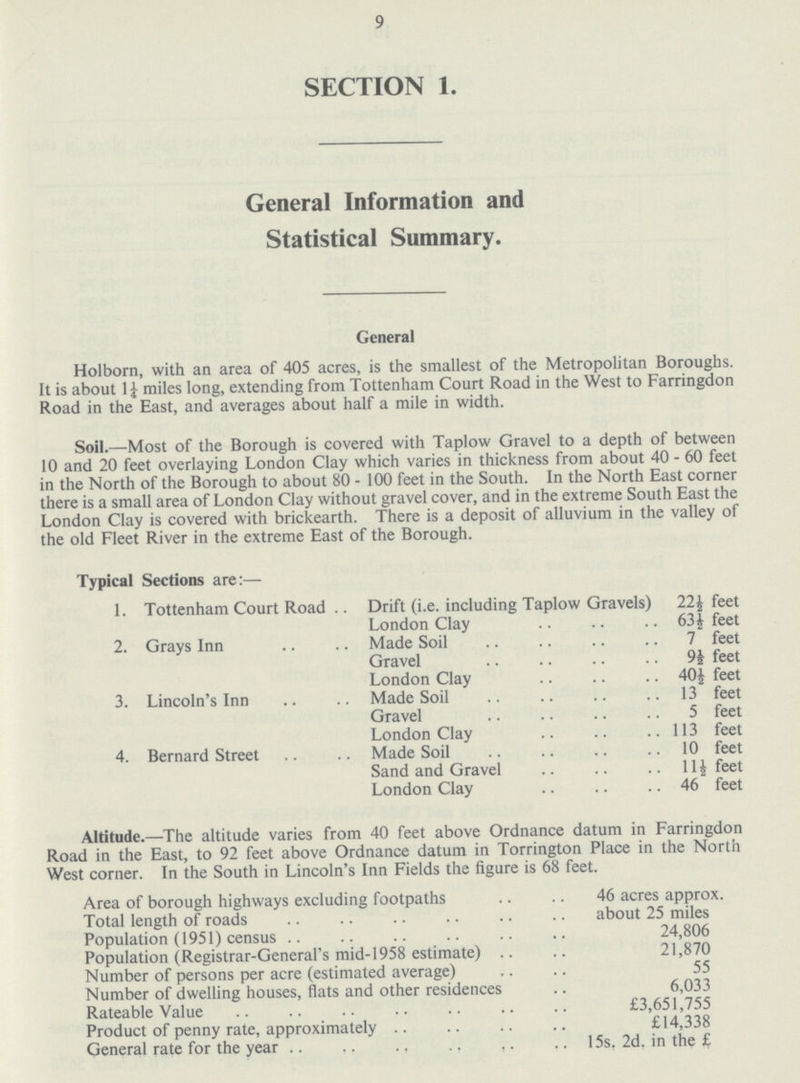 9
SECTION 1.
General Information and
Statistical Summary.
General
Holborn, with an area of 405 acres, is the smallest of the Metropolitan Boroughs.
It is about 1¼ miles long, extending from Tottenham Court Road in the West to Farringdon
Road in the East, and averages about half a mile in width.
Soil.—Most of the Borough is covered with Taplow Gravel to a depth of between
10 and 20 feet overlaying London Clay which varies in thickness from about 40 - 60 feet
in the North of the Borough to about 80 - 100 feet in the South. In the North East corner
there is a small area of London Clay without gravel cover, and in the extreme South East the
London Clay is covered with brickearth. There is a deposit of alluvium in the valley of
the old Fleet River in the extreme East of the Borough.
Typical Sections are:—
1. Tottenham Court Road .. Drift (i.e. including Taplow Gravels) 22½ feet
London Clay .. .. .. 63½ feet
2. Grays Inn .. .. Made Soil .. .. .. .. 7 feet
Gravel .. .. .. .. 9½ feet
London Clay .. .. .. 40½ feet
3. Lincoln's Inn .. .. Made Soil .. .. .. .. 13 feet
Gravel .. .. .. .. 5 feet
London Clay .. .. .. 113 feet
4. Bernard Street .. .. Made Soil .. .. .. .. 10 feet
Sand and Gravel .. .. .. 11½ feet
London Clay .. .. .. 46 feet
Altitude.—The altitude varies from 40 feet above Ordnance datum in Farringdon
Road in the East, to 92 feet above Ordnance datum in Torrington Place in the North
West corner. In the South in Lincoln's Inn Fields the figure is 68 feet.
Area of borough highways excluding footpaths .. .. 46 acres approx.
Total length of roads .. .. .. .. .. .. about 25 miles
Population (1951) census .. .. .. .. .. .. 24,806
Population (Registrar-General's mid-1958 estimate) .. .. 21,870
Number of persons per acre (estimated average) .. .. 55
Number of dwelling houses, flats and other residences .. 6,033
Rateable Value .. .. .. .. .. .. .. £3,651,755
Product of penny rate, approximately .. .. .. .. £14,338
General rate for the year .. .. .. .. .. .. 15s. 2d. in the £